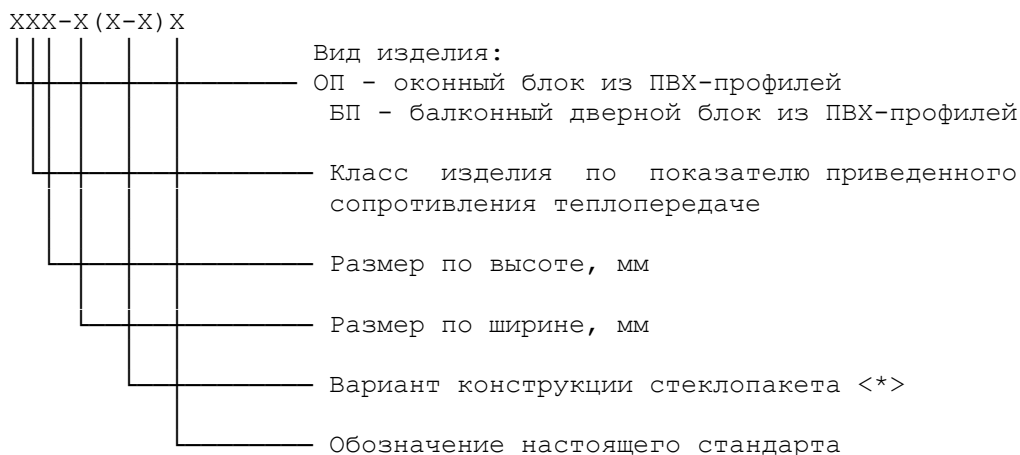 XXX-X(X-X)X
Вид изделия:
ОП - оконный блок из ПВХ-профилей
БП - балконный дверной блок из ПВХ-профилей
Класс изделия по показателю приведенного
сопротивления теплопередаче
Размер по высоте, мм
Размер по ширине, мм
Вариант конструкции стеклопакета <*>
Обозначение настоящего стандарта